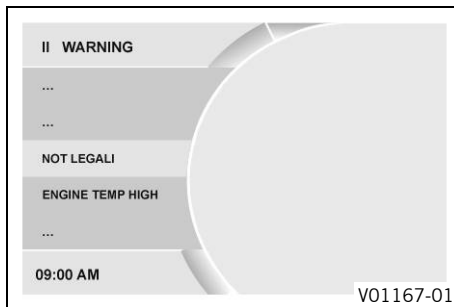 II WARNING
...
...
NOT LEGALI
ENGINE TEMP HIGH
...
09:00 AM
V01167-01